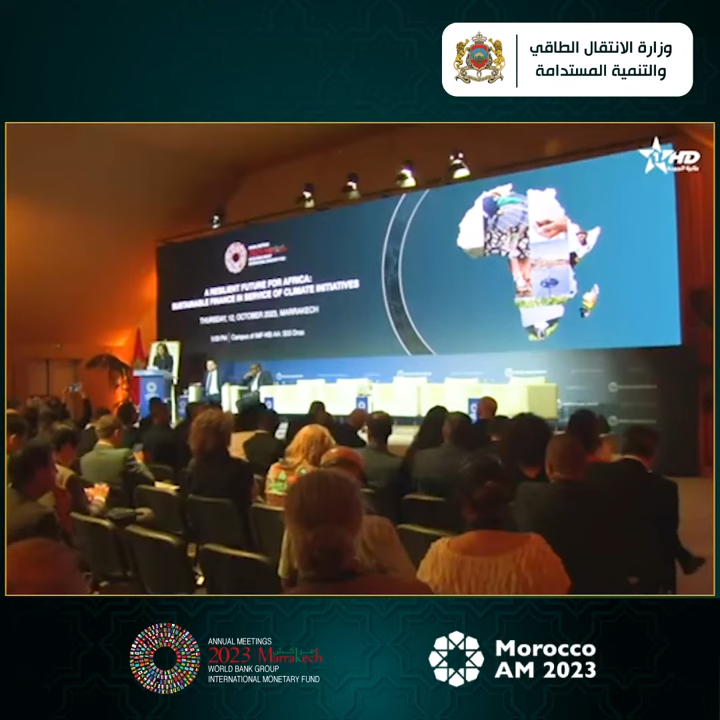 وزارة الانتقال الطاقي
والتنمية المستدامة
HD
A RESILIENT FUTURE FOR AFRICA:
SUSTAINABLE FINANCE IN SERVICE OF CLIMATE INITIATIVES
THURSDAY, 12, OCTOBER 2023, MARRAKECH
ANNUAL MEETINGS
2023 Marrakech مراكش
WORLD BANK GROUP
INTERNATIONAL MONETARY FUND
Morocco
AM 2023